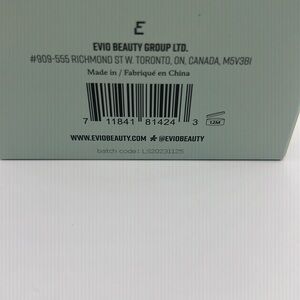 E
EVIO BEAUTY GROUP LTD.
#909-555 RICHMOND ST W. TORONTO, ON, CANADA, M5V3B1
Made in / Fabriqué en China
7 11841 81424 3 12M
WWW.EVIOBEAUTY.COM @EVIOBEAUTY
batch code: LS20231125